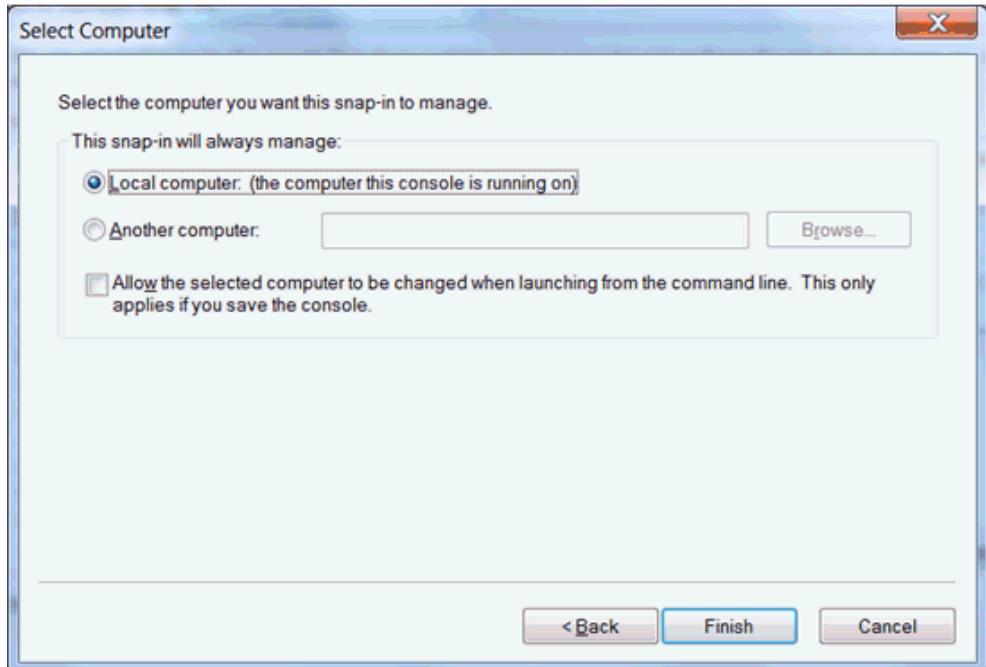 Select Computer
Select the computer you want this snap-in to manage.
This snap-in will always manage:
Local computer: (the computer this console is running on)
Another computer:
Browse...
Allow the selected computer to be changed when launching from the command line. This only
applies if you save the console.
< Back
Finish
Cancel